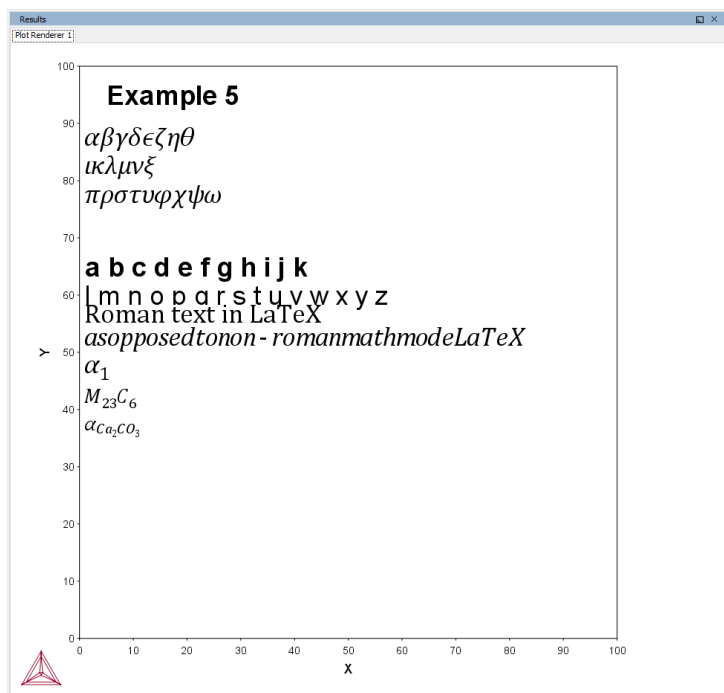 Results
Plot Renderer 1
Example 5
αβγδϵζηθ
ικλμνξ
πρστυφχψω
a b c d e f g h i j k
l m n o p q r s t u v w x y z
Roman text in LaTeX
asopposedtonon - romanmathmodeLaTeX
α₁
M₂₃C₆
α_{Ca₂CO₃}
100
90
80
70
60
50
40
30
20
10
0
Y
0 10 20 30 40 50 60 70 80 90 100
X